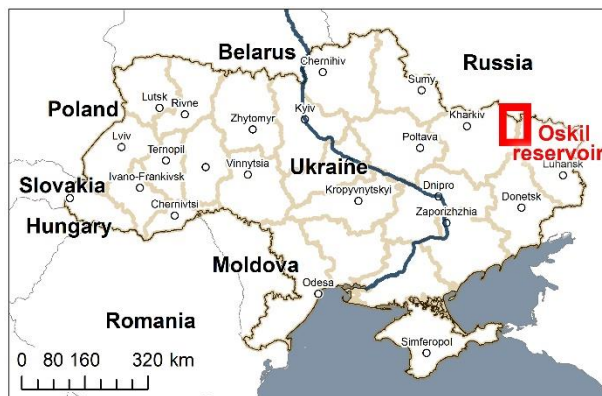 Belarus
Chernihiv
Russia
Sumy
Lutsk
Rivne
Poland
Kyiv
Kharkiv
Zhytomyr
Oskil
reservoir
Lviv
Poltava
Ternopil
Ukraine
Luhansk
Vinnytsia
Slovakia
Ivano-Frankivsk
Kropyvnytskyi
Dnipro
Donetsk
Chernivtsi
Hungary
Zaporizhzhia
Moldova
Odesa
Romania
Simferopol
0 80 160 320 km